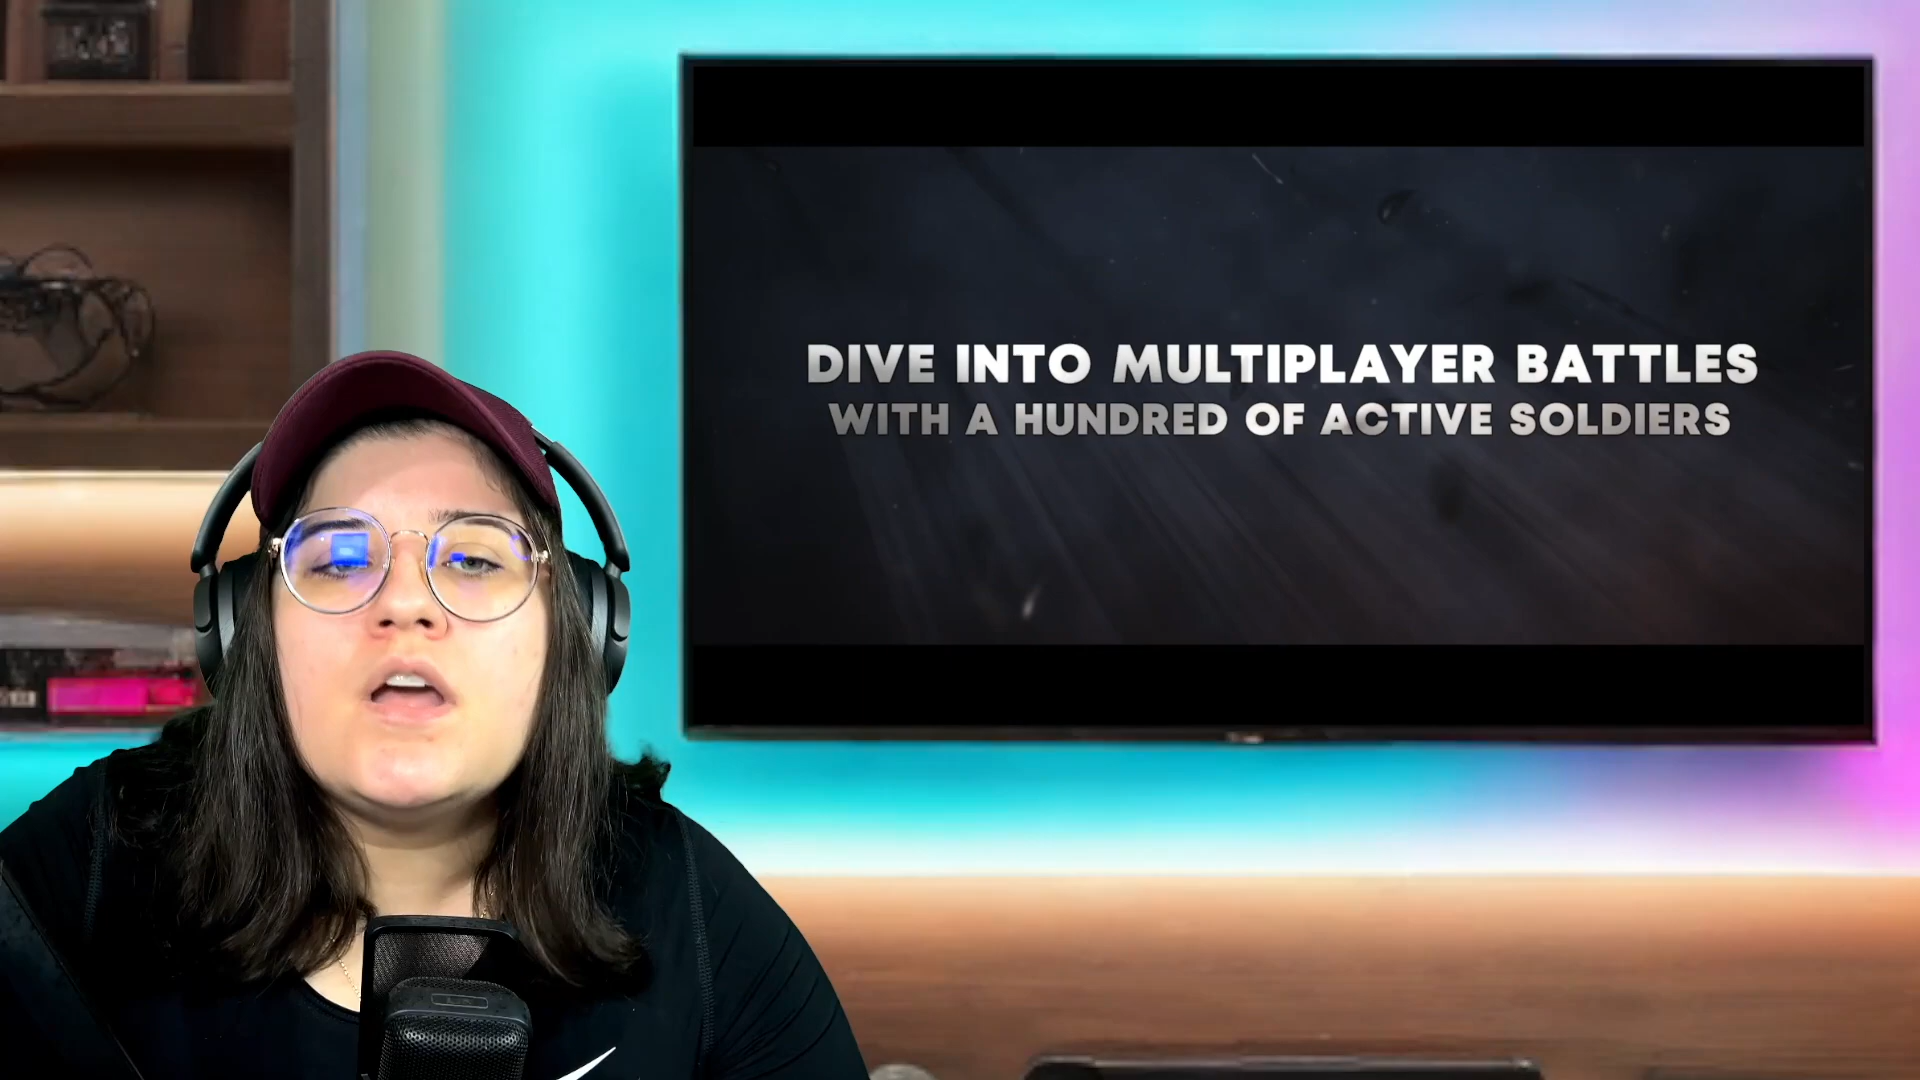 DIVE INTO MULTIPLAYER BATTLES
WITH A HUNDRED OF ACTIVE SOLDIERS